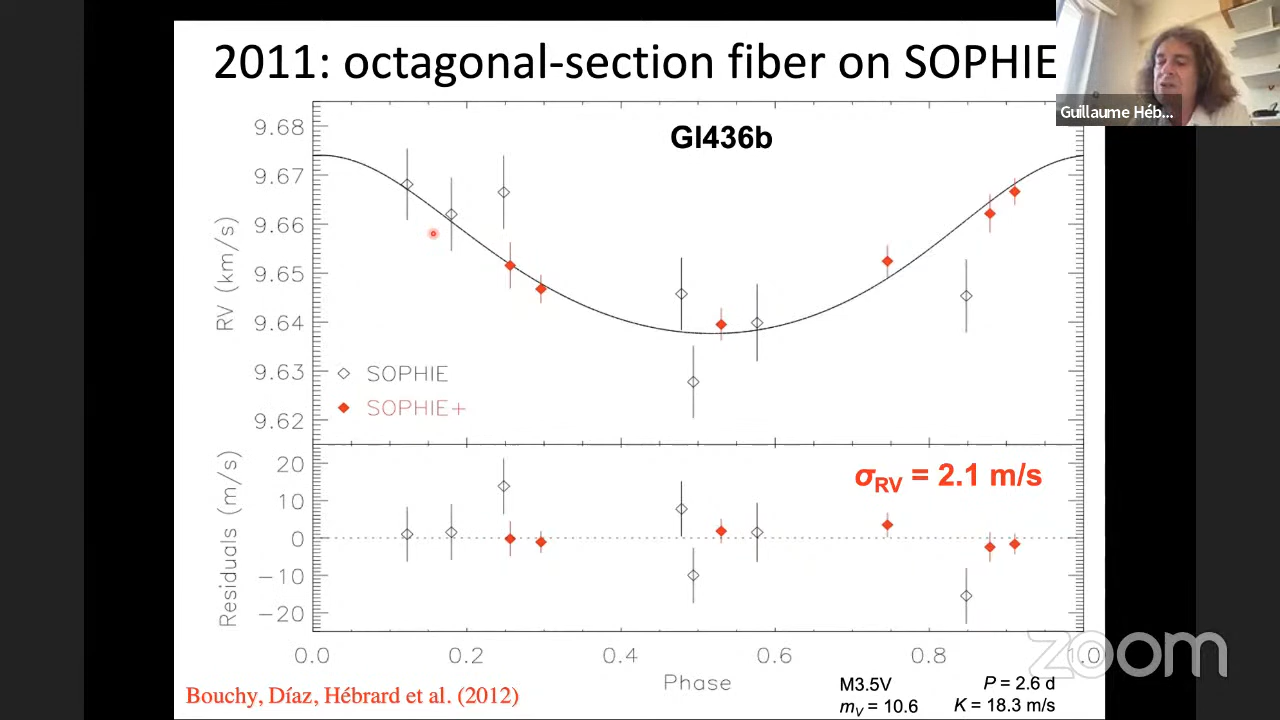 2011: octagonal-section fiber on SOPHIE
Guillaume Héb...
Gl436b
9.68
9.67
9.66
9.65
9.64
9.63
9.62
RV (km/s)
SOPHIE
SOPHIE+
20
10
0
−10
−20
Residuals (m/s)
σRV = 2.1 m/s
0.0 0.2 0.4 0.6 0.8 1.0
Phase
zoom
Bouchy, Díaz, Hébrard et al. (2012)
M3.5V P = 2.6 d
mV = 10.6 K = 18.3 m/s